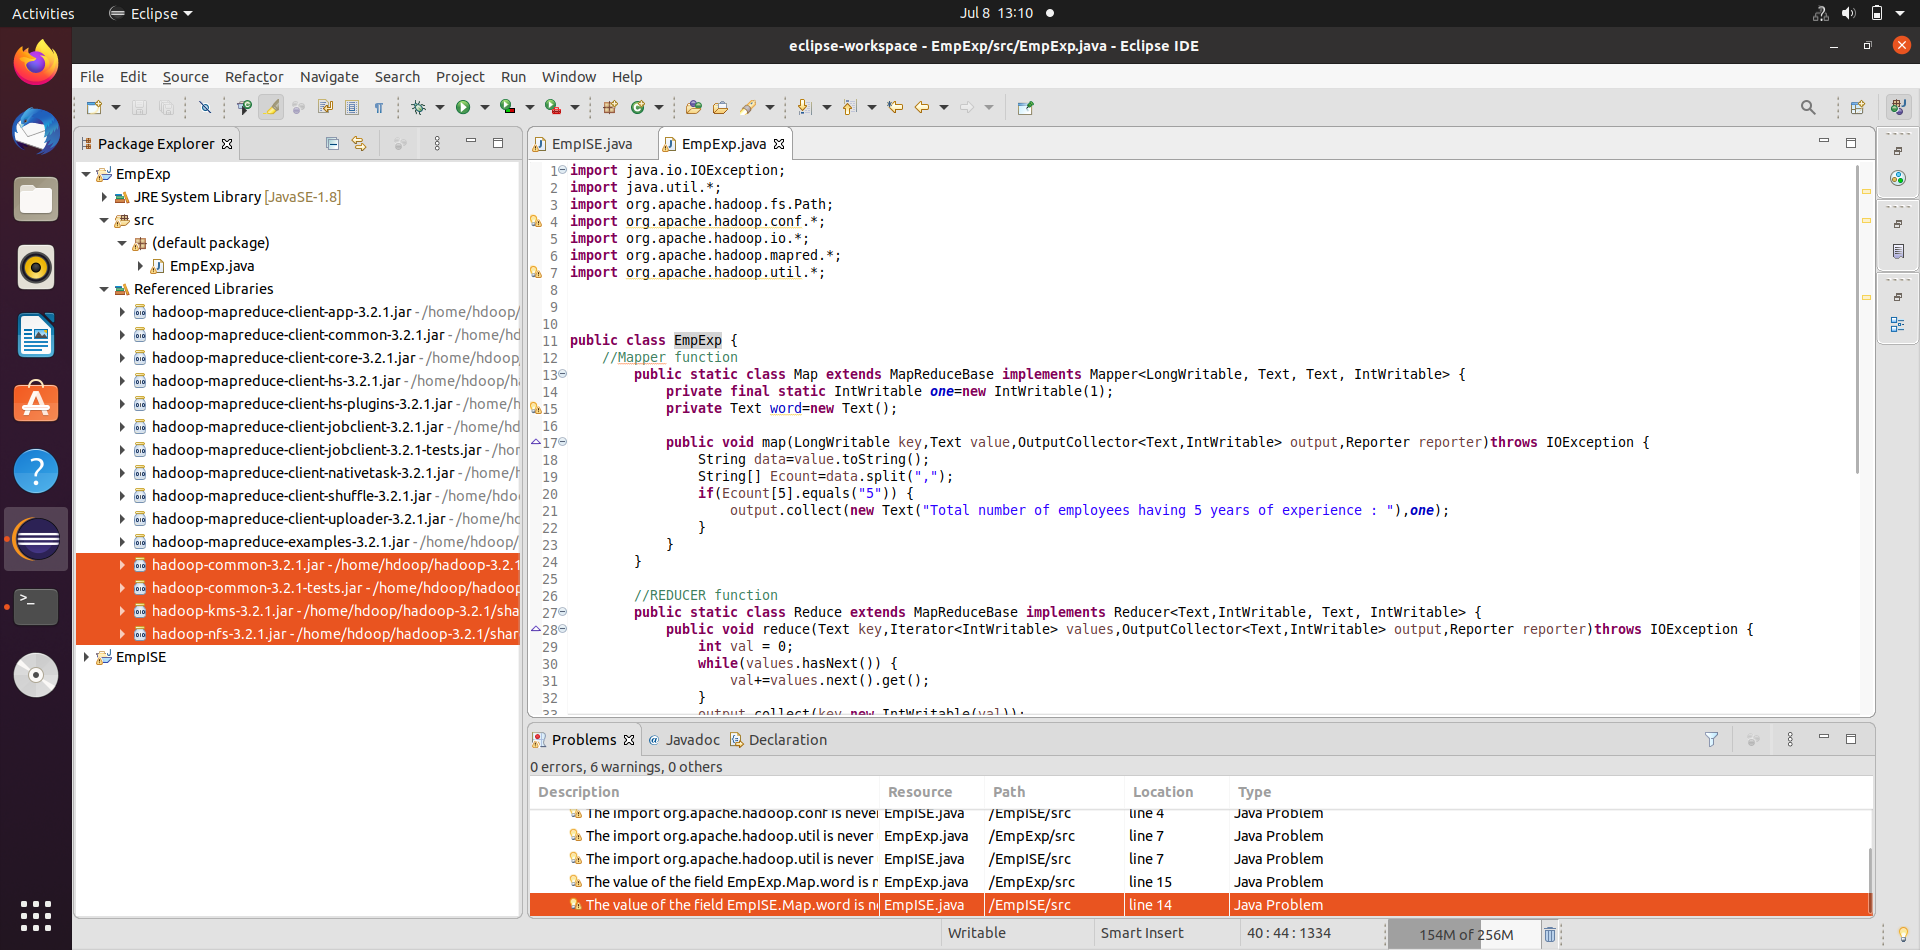 Activities
Eclipse
Jul 8 13:10
eclipse-workspace - EmpExp/src/EmpExp.java - Eclipse IDE
File Edit Source Refactor Navigate Search Project Run Window Help
Package Explorer
EmpExp
JRE System Library [JavaSE-1.8]
src
(default package)
EmpExp.java
Referenced Libraries
hadoop-mapreduce-client-app-3.2.1.jar - /home/hdoop/
hadoop-mapreduce-client-common-3.2.1.jar - /home/hd
hadoop-mapreduce-client-core-3.2.1.jar - /home/hdoop
hadoop-mapreduce-client-hs-3.2.1.jar - /home/hdoop/h
hadoop-mapreduce-client-hs-plugins-3.2.1.jar - /home/h
hadoop-mapreduce-client-jobclient-3.2.1.jar - /home/hd
hadoop-mapreduce-client-jobclient-3.2.1-tests.jar - /hom
hadoop-mapreduce-client-nativetask-3.2.1.jar - /home/h
hadoop-mapreduce-client-shuffle-3.2.1.jar - /home/hdo
hadoop-mapreduce-client-uploader-3.2.1.jar - /home/hd
hadoop-mapreduce-examples-3.2.1.jar - /home/hdoop/
hadoop-common-3.2.1.jar - /home/hdoop/hadoop-3.2.1
hadoop-common-3.2.1-tests.jar - /home/hdoop/hadoop
hadoop-kms-3.2.1.jar - /home/hdoop/hadoop-3.2.1/sha
hadoop-nfs-3.2.1.jar - /home/hdoop/hadoop-3.2.1/shar
EmpISE
EmpISE.java
EmpExp.java
1 import java.io.IOException;
2 import java.util.*;
3 import org.apache.hadoop.fs.Path;
4 import org.apache.hadoop.conf.*;
5 import org.apache.hadoop.io.*;
6 import org.apache.hadoop.mapred.*;
7 import org.apache.hadoop.util.*;
8
9
10
11 public class EmpExp {
12 //Mapper function
13 public static class Map extends MapReduceBase implements Mapper<LongWritable, Text, Text, IntWritable> {
14 private final static IntWritable one=new IntWritable(1);
15 private Text word=new Text();
16
17 public void map(LongWritable key,Text value,OutputCollector<Text,IntWritable> output,Reporter reporter)throws IOException {
18 String data=value.toString();
19 String[] Ecount=data.split(",");
20 if(Ecount[5].equals("5")) {
21 output.collect(new Text("Total number of employees having 5 years of experience : "),one);
22 }
23 }
24 }
25
26 //REDUCER function
27 public static class Reduce extends MapReduceBase implements Reducer<Text,IntWritable, Text, IntWritable> {
28 public void reduce(Text key,Iterator<IntWritable> values,OutputCollector<Text,IntWritable> output,Reporter reporter)throws IOException {
29 int val = 0;
30 while(values.hasNext()) {
31 val+=values.next().get();
32 }
33 output.collect(key,new IntWritable(val));
Problems
@ Javadoc
Declaration
0 errors, 6 warnings, 0 others
Description Resource Path Location Type
The import org.apache.hadoop.conf is never EmpISE.java /EmpISE/src line 4 Java Problem
The import org.apache.hadoop.util is never EmpExp.java /EmpExp/src line 7 Java Problem
The import org.apache.hadoop.util is never EmpISE.java /EmpISE/src line 7 Java Problem
The value of the field EmpExp.Map.word is n EmpExp.java /EmpExp/src line 15 Java Problem
The value of the field EmpISE.Map.word is n EmpISE.java /EmpISE/src line 14 Java Problem
Writable
Smart Insert
40 : 44 : 1334
154M of 256M